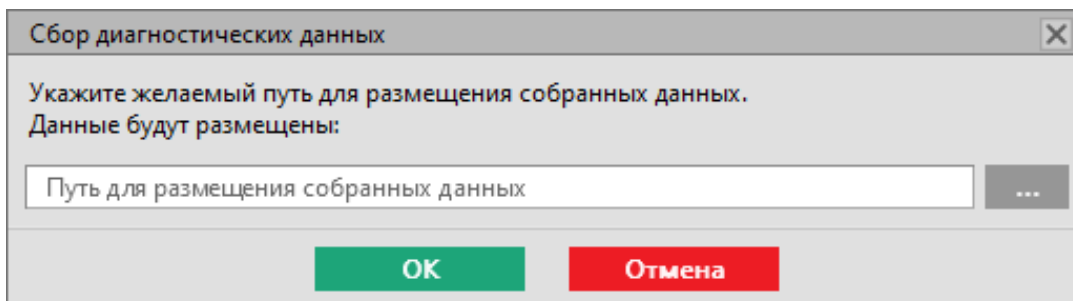 Сбор диагностических данных
Укажите желаемый путь для размещения собранных данных.
Данные будут размещены:
Путь для размещения собранных данных
...
ОК
Отмена